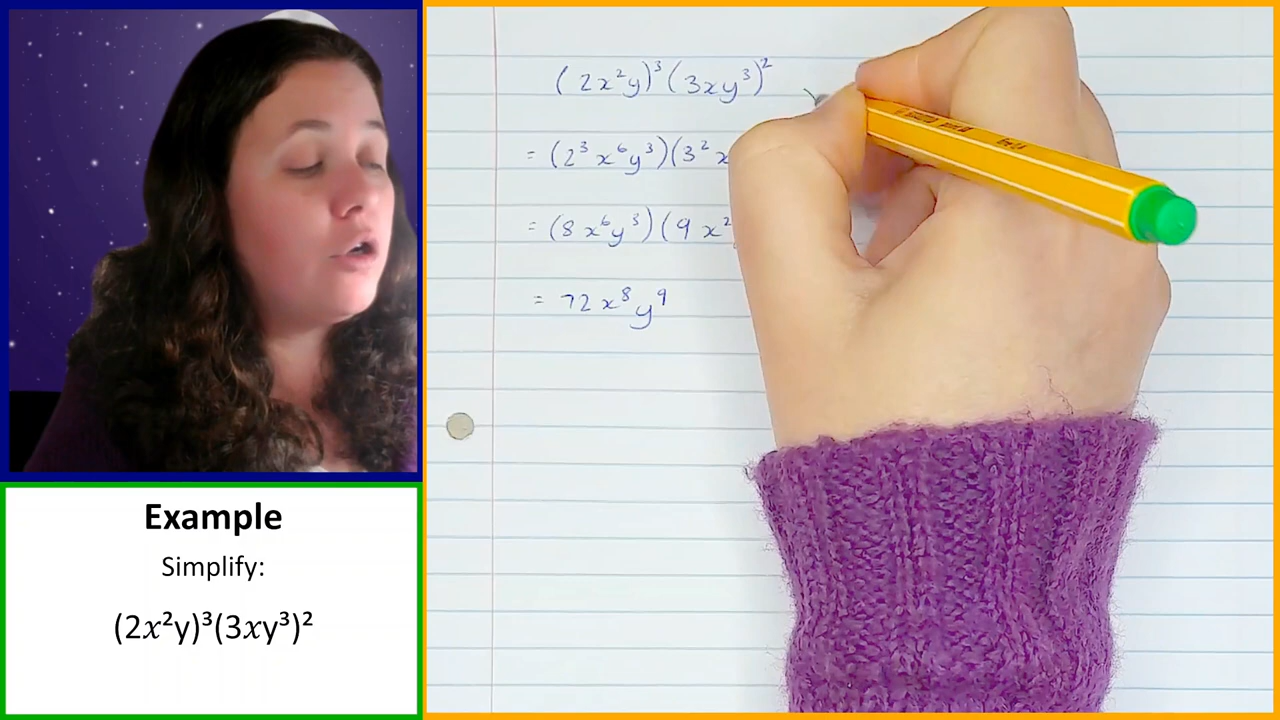 (2x²y)³(3xy³)²
= (2³x⁶y³)(3²x
= (8x⁶y³)(9x²
= 72x⁸y⁹
Example
Simplify:
(2𝑥²y)³(3𝑥y³)²